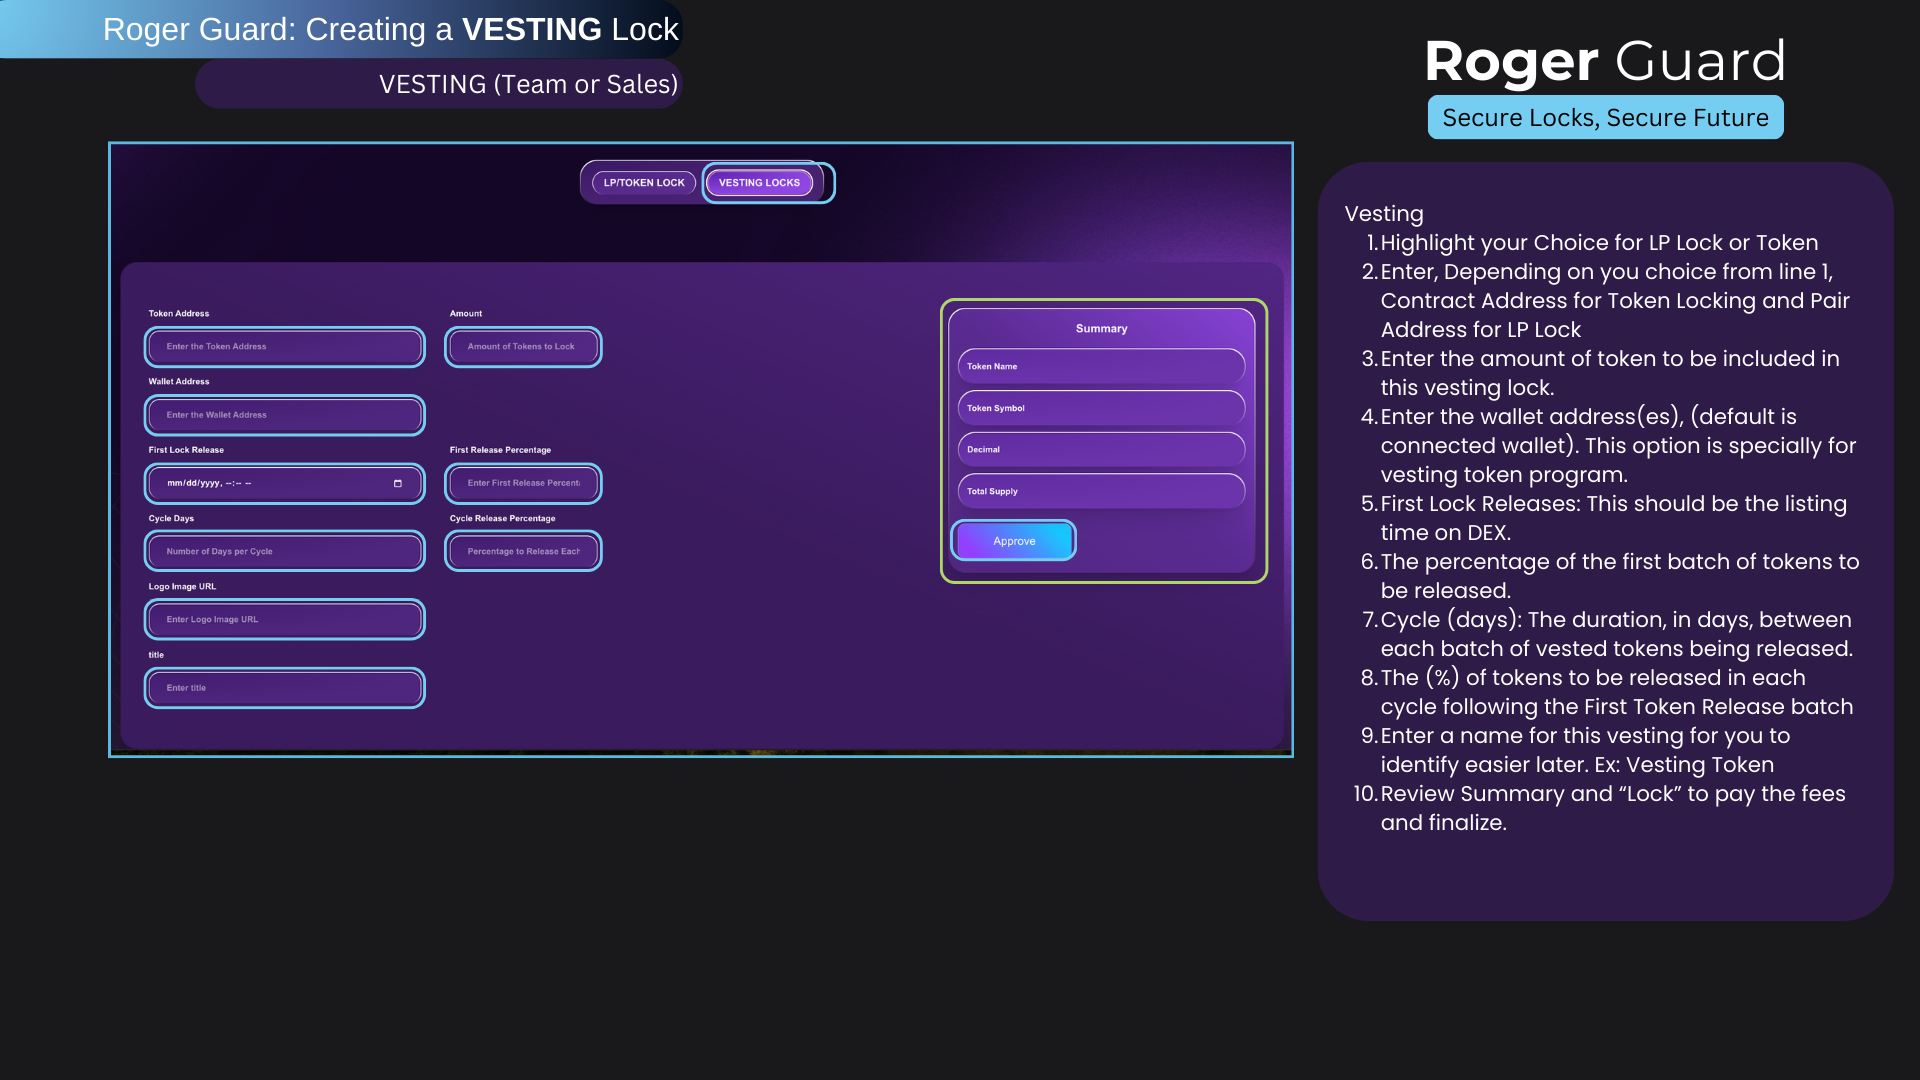 Roger Guard: Creating a VESTING Lock
VESTING (Team or Sales)
Roger Guard
Secure Locks, Secure Future
LP/TOKEN LOCK
VESTING LOCKS
Token Address
Amount
Enter the Token Address
Amount of Tokens to Lock
Wallet Address
Enter the Wallet Address
First Lock Release
First Release Percentage
mm/dd/yyyy, --:-- --
Enter First Release Percent
Cycle Days
Cycle Release Percentage
Number of Days per Cycle
Percentage to Release Each
Logo Image URL
Enter Logo Image URL
title
Enter title
Summary
Token Name
Token Symbol
Decimal
Total Supply
Approve
Vesting
1. Highlight your Choice for LP Lock or Token
2. Enter, Depending on you choice from line 1,
Contract Address for Token Locking and Pair
Address for LP Lock
3. Enter the amount of token to be included in
this vesting lock.
4. Enter the wallet address(es), (default is
connected wallet). This option is specially for
vesting token program.
5. First Lock Releases: This should be the listing
time on DEX.
6. The percentage of the first batch of tokens to
be released.
7. Cycle (days): The duration, in days, between
each batch of vested tokens being released.
8. The (%) of tokens to be released in each
cycle following the First Token Release batch
9. Enter a name for this vesting for you to
identify easier later. Ex: Vesting Token
10. Review Summary and “Lock” to pay the fees
and finalize.